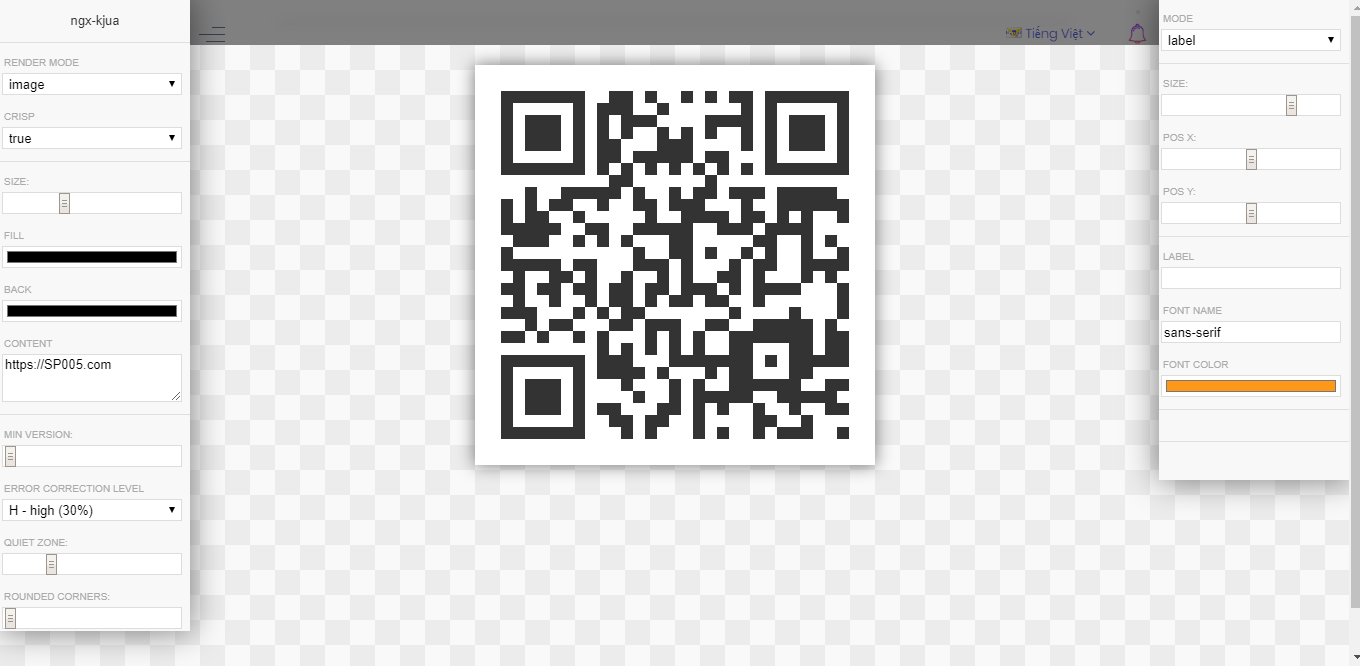 ngx-kjua
Tiếng Việt
RENDER MODE
image
CRISP
true
SIZE:
FILL
BACK
CONTENT
https://SP005.com
MIN VERSION:
ERROR CORRECTION LEVEL
H - high (30%)
QUIET ZONE:
ROUNDED CORNERS:
MODE
label
SIZE:
POS X:
POS Y:
LABEL
FONT NAME
sans-serif
FONT COLOR